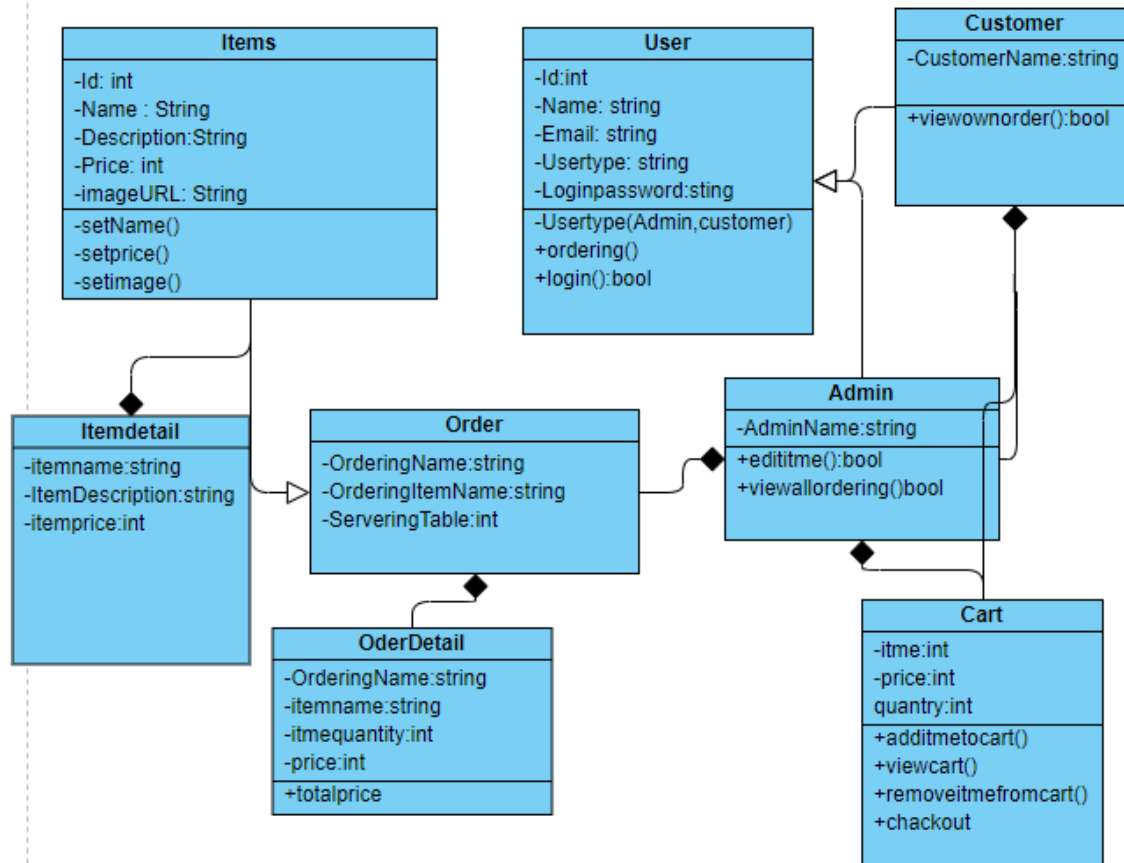 Items
-Id: int
-Name : String
-Description:String
-Price: int
-imageURL: String
-setName()
-setprice()
-setimage()
User
-Id:int
-Name: string
-Email: string
-Usertype: string
-Loginpassword:sting
-Usertype(Admin,customer)
+ordering()
+login():bool
Customer
-CustomerName:string
+viewownorder():bool
Itemdetail
-itemname:string
-ItemDescription:string
-itemprice:int
Order
-OrderingName:string
-OrderingItemName:string
-ServeringTable:int
Admin
-AdminName:string
+edititme():bool
+viewallordering()bool
OderDetail
-OrderingName:string
-itemname:string
-itmequantity:int
-price:int
+totalprice
Cart
-itme:int
-price:int
quantry:int
+additmetocart()
+viewcart()
+removeitmefromcart()
+chackout